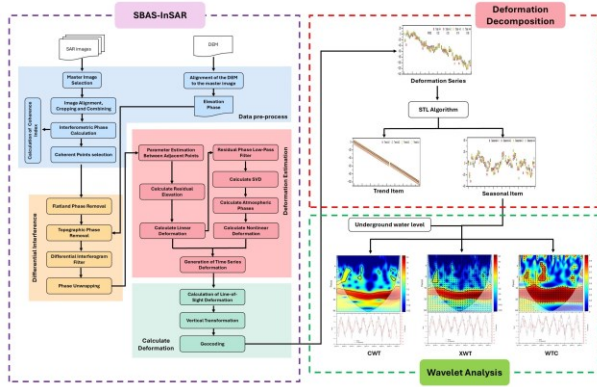 SBAS-InSAR
SAR Images
DEM
Master Image
Selection
Alignment of the DEM
to the master image
Image Alignment,
Cropping and Combining
Elevation
Phase
Calculation of Coherence
Index
Interferometric Phase
Calculation
Data pre-process
Coherent Points selection
Parameter Estimation
Between Adjacent Points
Residual Phase Low-Pass
Filter
Calculate Residual
Elevation
Calculate SVD
Calculate Atmospheric
Phases
Calculate Linear
Deformation
Calculate Nonlinear
Deformation
Generation of Time Series
Deformation
Deformation Estimation
Flatland Phase Removal
Topographic Phase
Removal
Differential Interferogram
Filter
Phase Unwrapping
Differential Interference
Calculation of Line-of-
Sight Deformation
Vertical Transformation
Geocoding
Calculate
Deformation
Deformation
Decomposition
Deformation Series
STL Algorithm
Trend Item
Seasonal Item
Underground water level
CWT
XWT
WTC
Wavelet Analysis